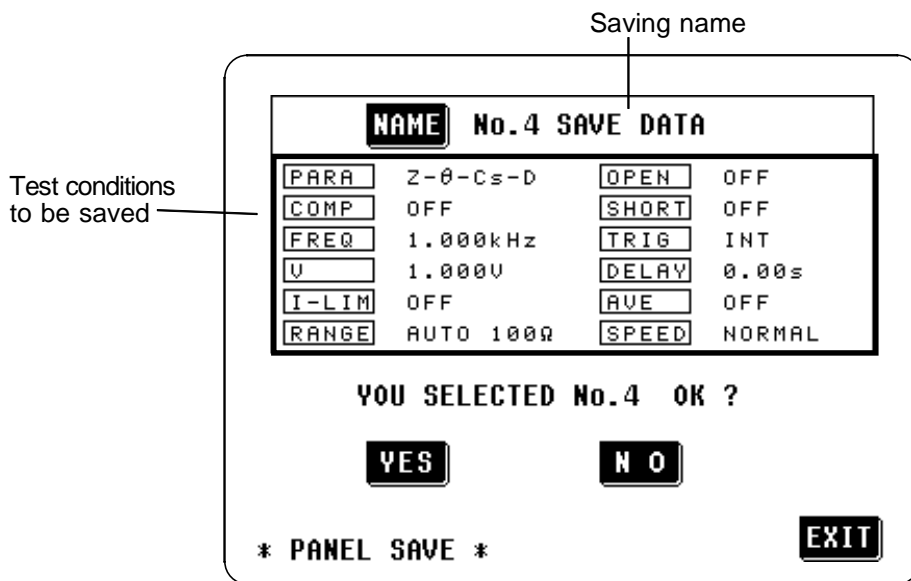 Saving name
NAME No.4 SAVE DATA
Test conditions
to be saved
PARA Z-θ-Cs-D OPEN OFF
COMP OFF SHORT OFF
FREQ 1.000kHz TRIG INT
V 1.000V DELAY 0.00s
I-LIM OFF AVE OFF
RANGE AUTO 100Ω SPEED NORMAL
YOU SELECTED No.4 OK ?
YES N O
* PANEL SAVE * EXIT